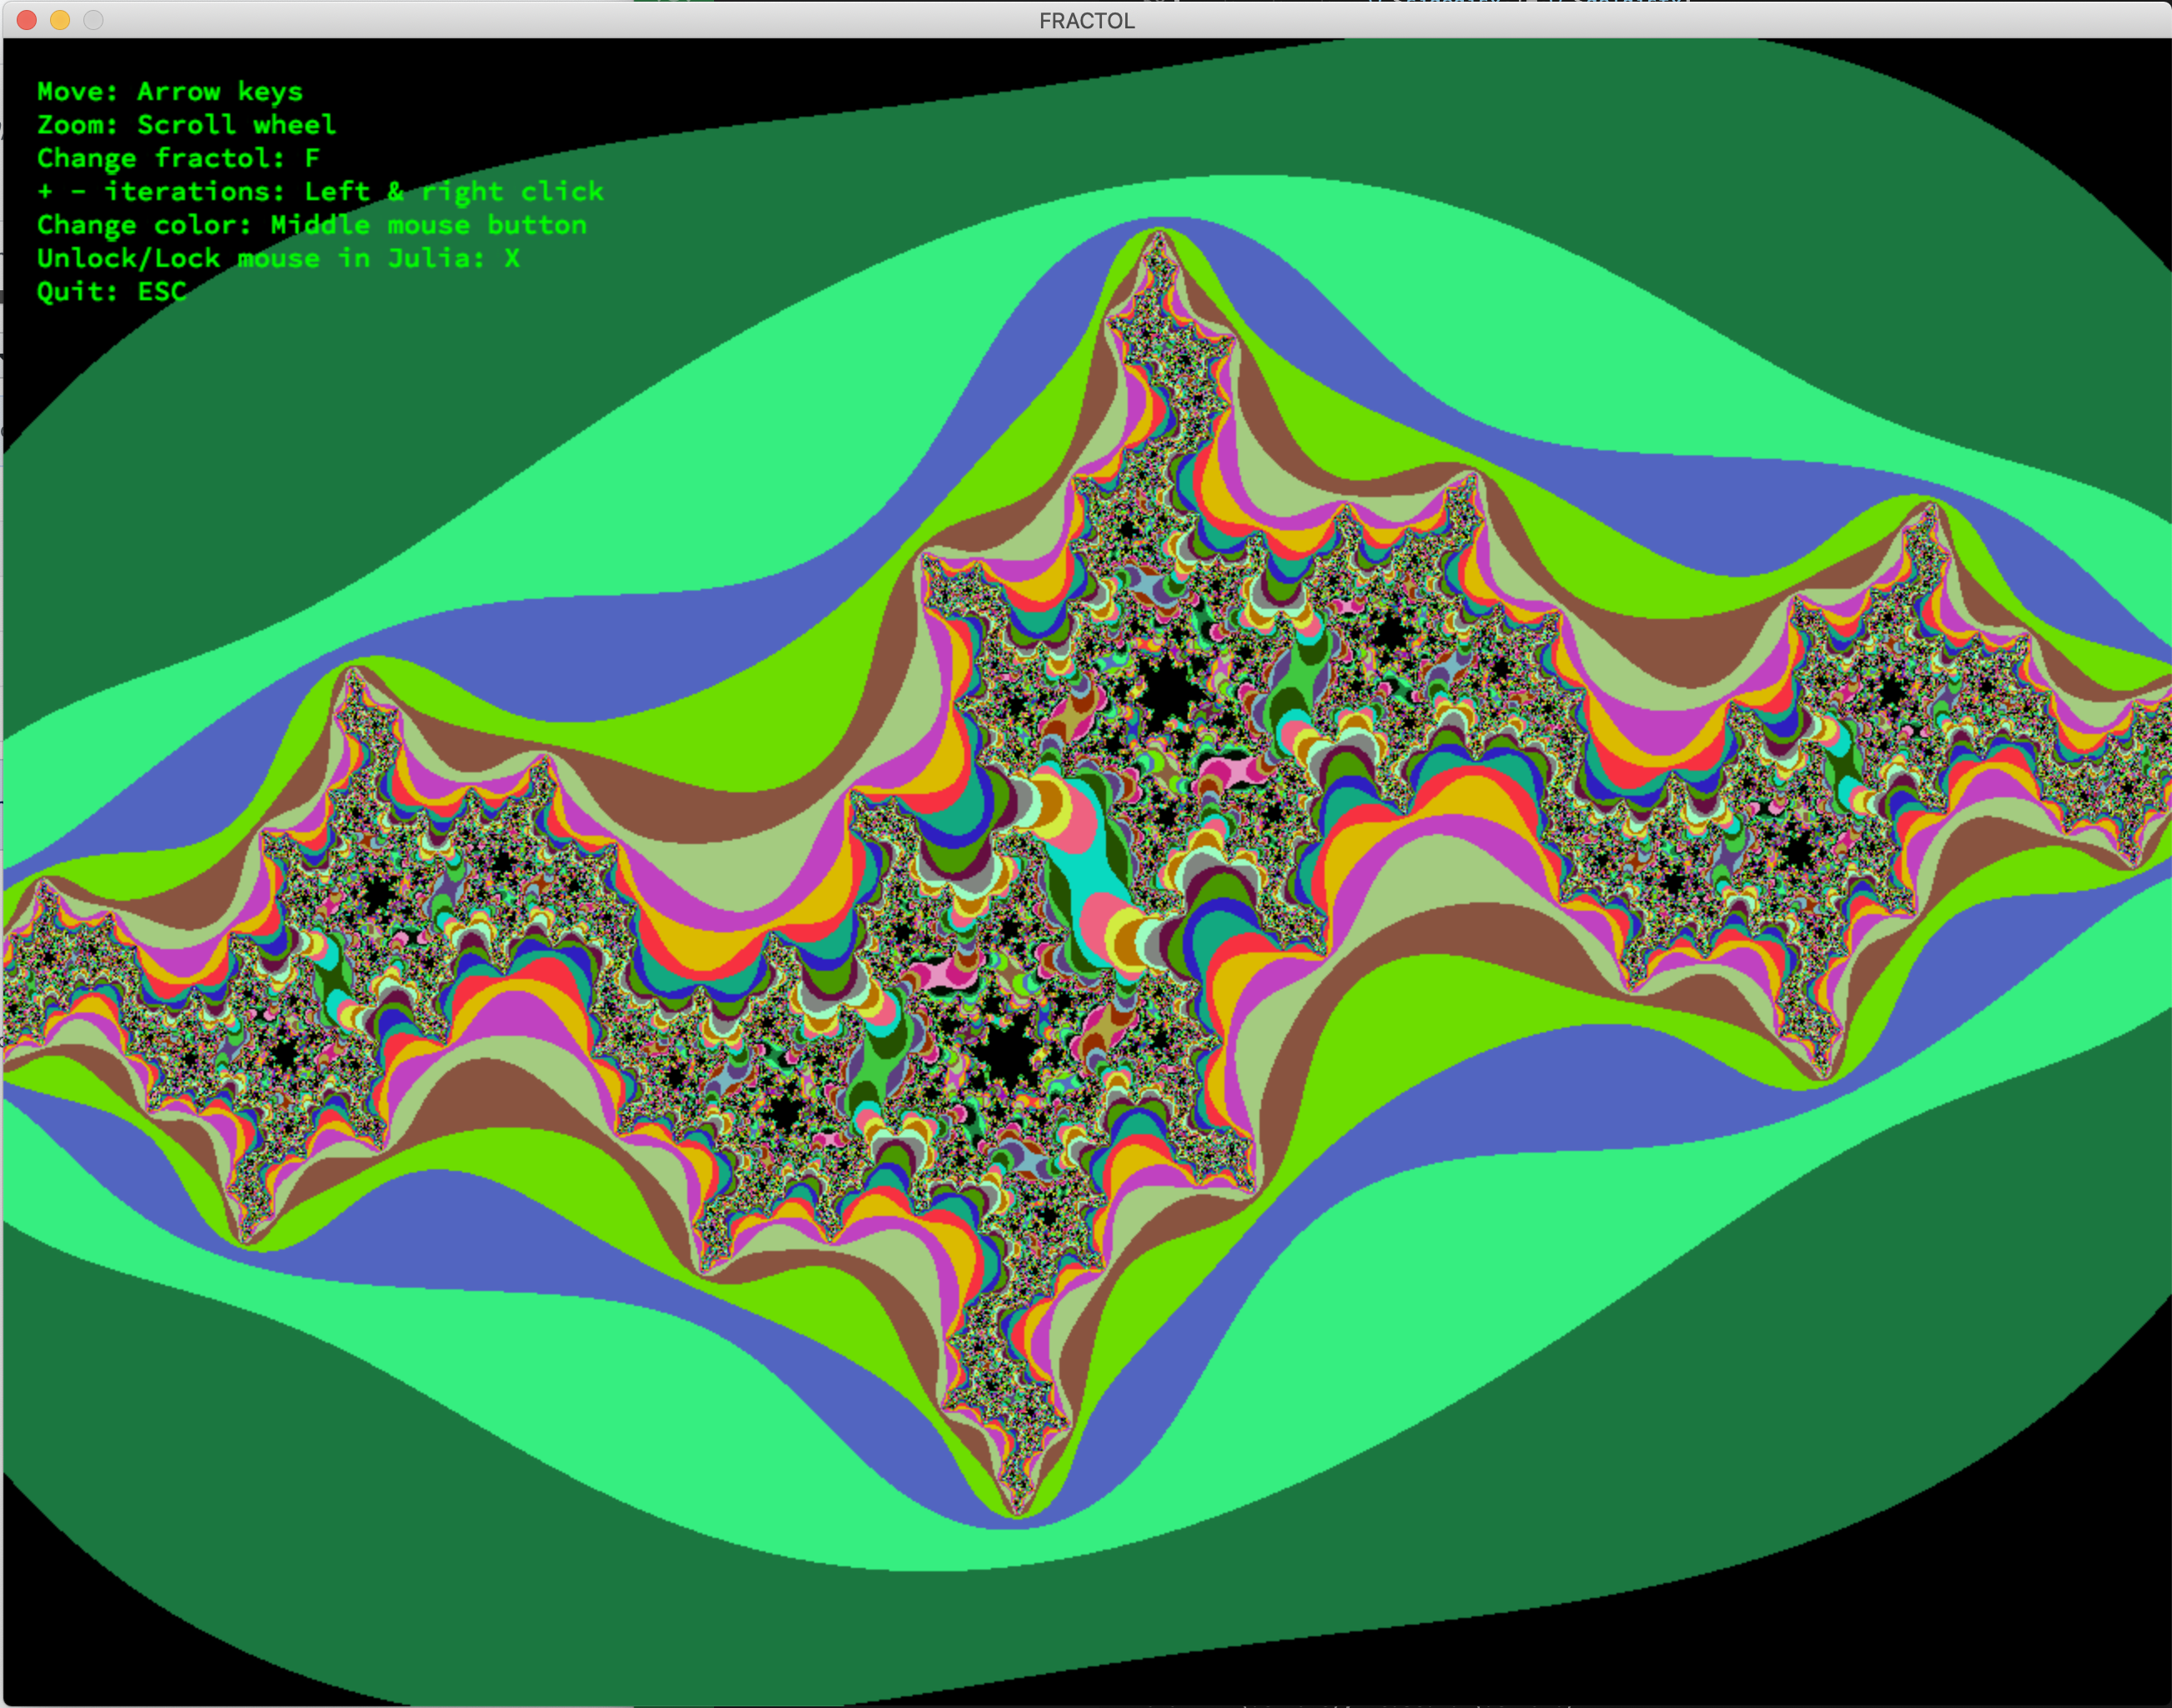 FRACTOL
Move: Arrow keys
Zoom: Scroll wheel
Change fractol: F
+ - iterations: Left & right click
Change color: Middle mouse button
Unlock/Lock mouse in Julia: X
Quit: ESC